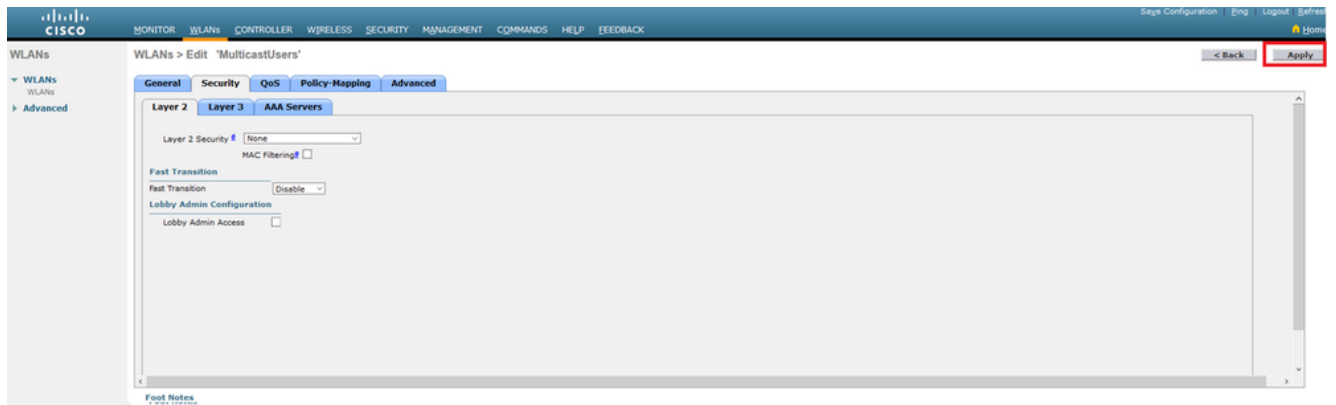 Save Configuration Ping Logout Refresh
CISCO
MONITOR WLANs CONTROLLER WIRELESS SECURITY MANAGEMENT COMMANDS HELP FEEDBACK
Home
WLANs
WLANs > Edit 'MulticastUsers'
< Back
Apply
WLANs
WLANs
Advanced
General Security QoS Policy-Mapping Advanced
Layer 2 Layer 3 AAA Servers
Layer 2 Security None
MAC Filtering
Fast Transition
Fast Transition Disable
Lobby Admin Configuration
Lobby Admin Access
Foot Notes